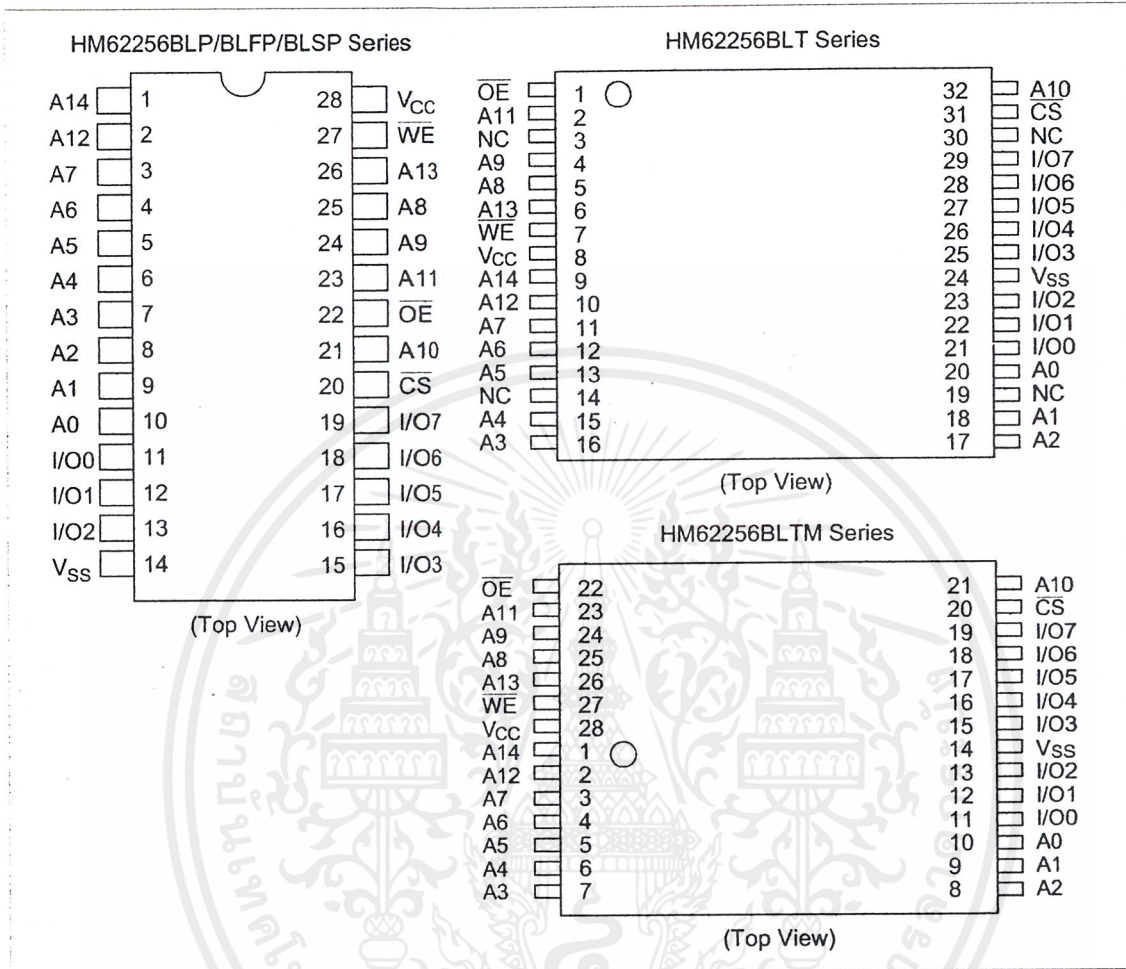 HM62256BLP/BLFP/BLSP Series
A14 1 28 VCC
A12 2 27 WE
A7 3 26 A13
A6 4 25 A8
A5 5 24 A9
A4 6 23 A11
A3 7 22 OE
A2 8 21 A10
A1 9 20 CS
A0 10 19 I/O7
I/O0 11 18 I/O6
I/O1 12 17 I/O5
I/O2 13 16 I/O4
VSS 14 15 I/O3
(Top View)
HM62256BLT Series
OE 1 32 A10
A11 2 31 CS
NC 3 30 NC
A9 4 29 I/O7
A8 5 28 I/O6
A13 6 27 I/O5
WE 7 26 I/O4
VCC 8 25 I/O3
A14 9 24 VSS
A12 10 23 I/O2
A7 11 22 I/O1
A6 12 21 I/O0
A5 13 20 A0
NC 14 19 NC
A4 15 18 A1
A3 16 17 A2
(Top View)
HM62256BLTM Series
OE 22 21 A10
A11 23 20 CS
A9 24 19 I/O7
A8 25 18 I/O6
A13 26 17 I/O5
WE 27 16 I/O4
VCC 28 15 I/O3
A14 1 14 VSS
A12 2 13 I/O2
A7 3 12 I/O1
A6 4 11 I/O0
A5 5 10 A0
A4 6 9 A1
A3 7 8 A2
(Top View)